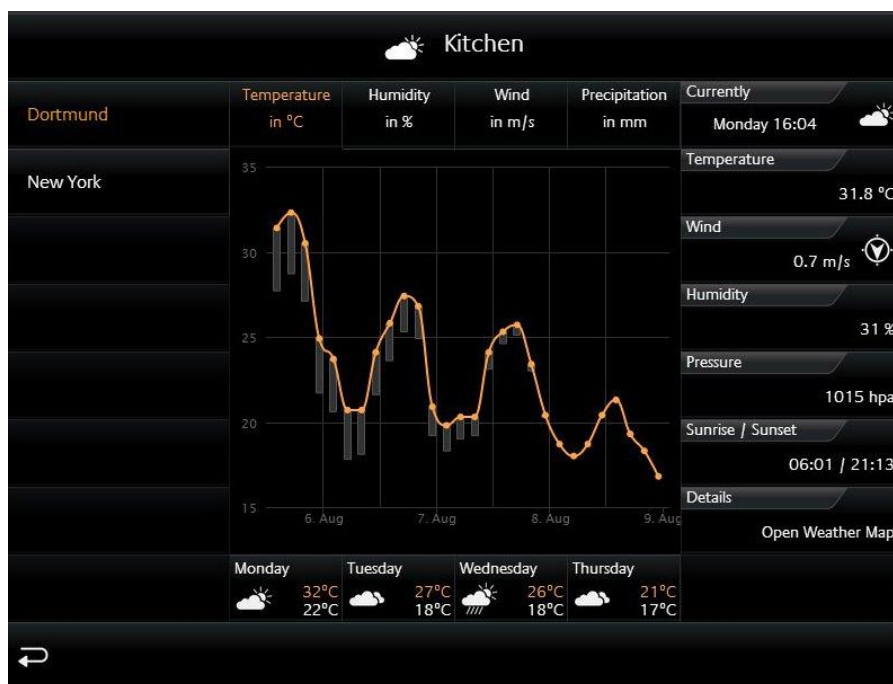 Kitchen
Dortmund
New York
Temperature
in °C
Humidity
in %
Wind
in m/s
Precipitation
in mm
35
30
25
20
15
6. Aug
7. Aug
8. Aug
9. Aug
Monday
32°C
22°C
Tuesday
27°C
18°C
Wednesday
26°C
18°C
Thursday
21°C
17°C
Currently
Monday 16:04
Temperature
31.8 °C
Wind
0.7 m/s
Humidity
31 %
Pressure
1015 hpa
Sunrise / Sunset
06:01 / 21:13
Details
Open Weather Map